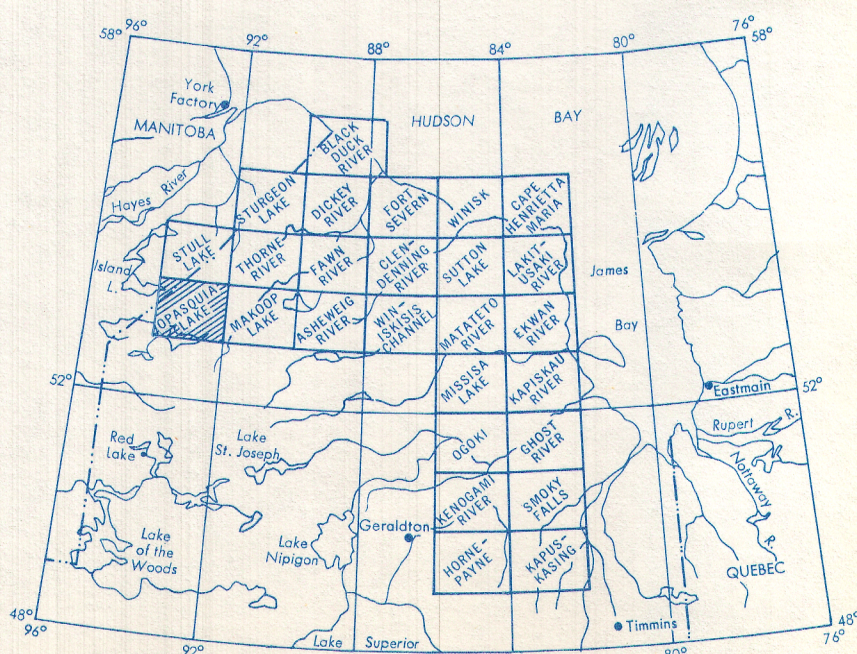 96°
58°
92°
88°
84°
80°
76°
58°
York
Factory
MANITOBA
HUDSON BAY
BLACK
DUCK
RIVER
Hayes River
STURGEON
LAKE
DICKEY
RIVER
FORT
SEVERN
WINISK
CAPE
HENRIETTA
MARIA
Island
L.
STULL
LAKE
THORNE
RIVER
FAWN
RIVER
CLEN-
DENNING
RIVER
SUTTON
LAKE
LAKIT-
USAKI
RIVER
James
Bay
OPASQUIA
LAKE
MAKOOP
LAKE
ASHEWEIG
RIVER
WIN-
ISKISIS
CHANNEL
MATATETO
RIVER
EKWAN
RIVER
52°
MISSISA
LAKE
KAPISKAU
RIVER
Eastmain
52°
Red
Lake
Lake
St. Joseph
OGOKI
GHOST
RIVER
Rupert R.
Nottaway R.
KENOGAMI
RIVER
SMOKY
FALLS
Geraldton
Lake
of the
Woods
Lake
Nipigon
HORNE-
PAYNE
KAPUS-
KASING
QUEBEC
48°
96°
92°
Lake Superior
Timmins
80°
48°
76°